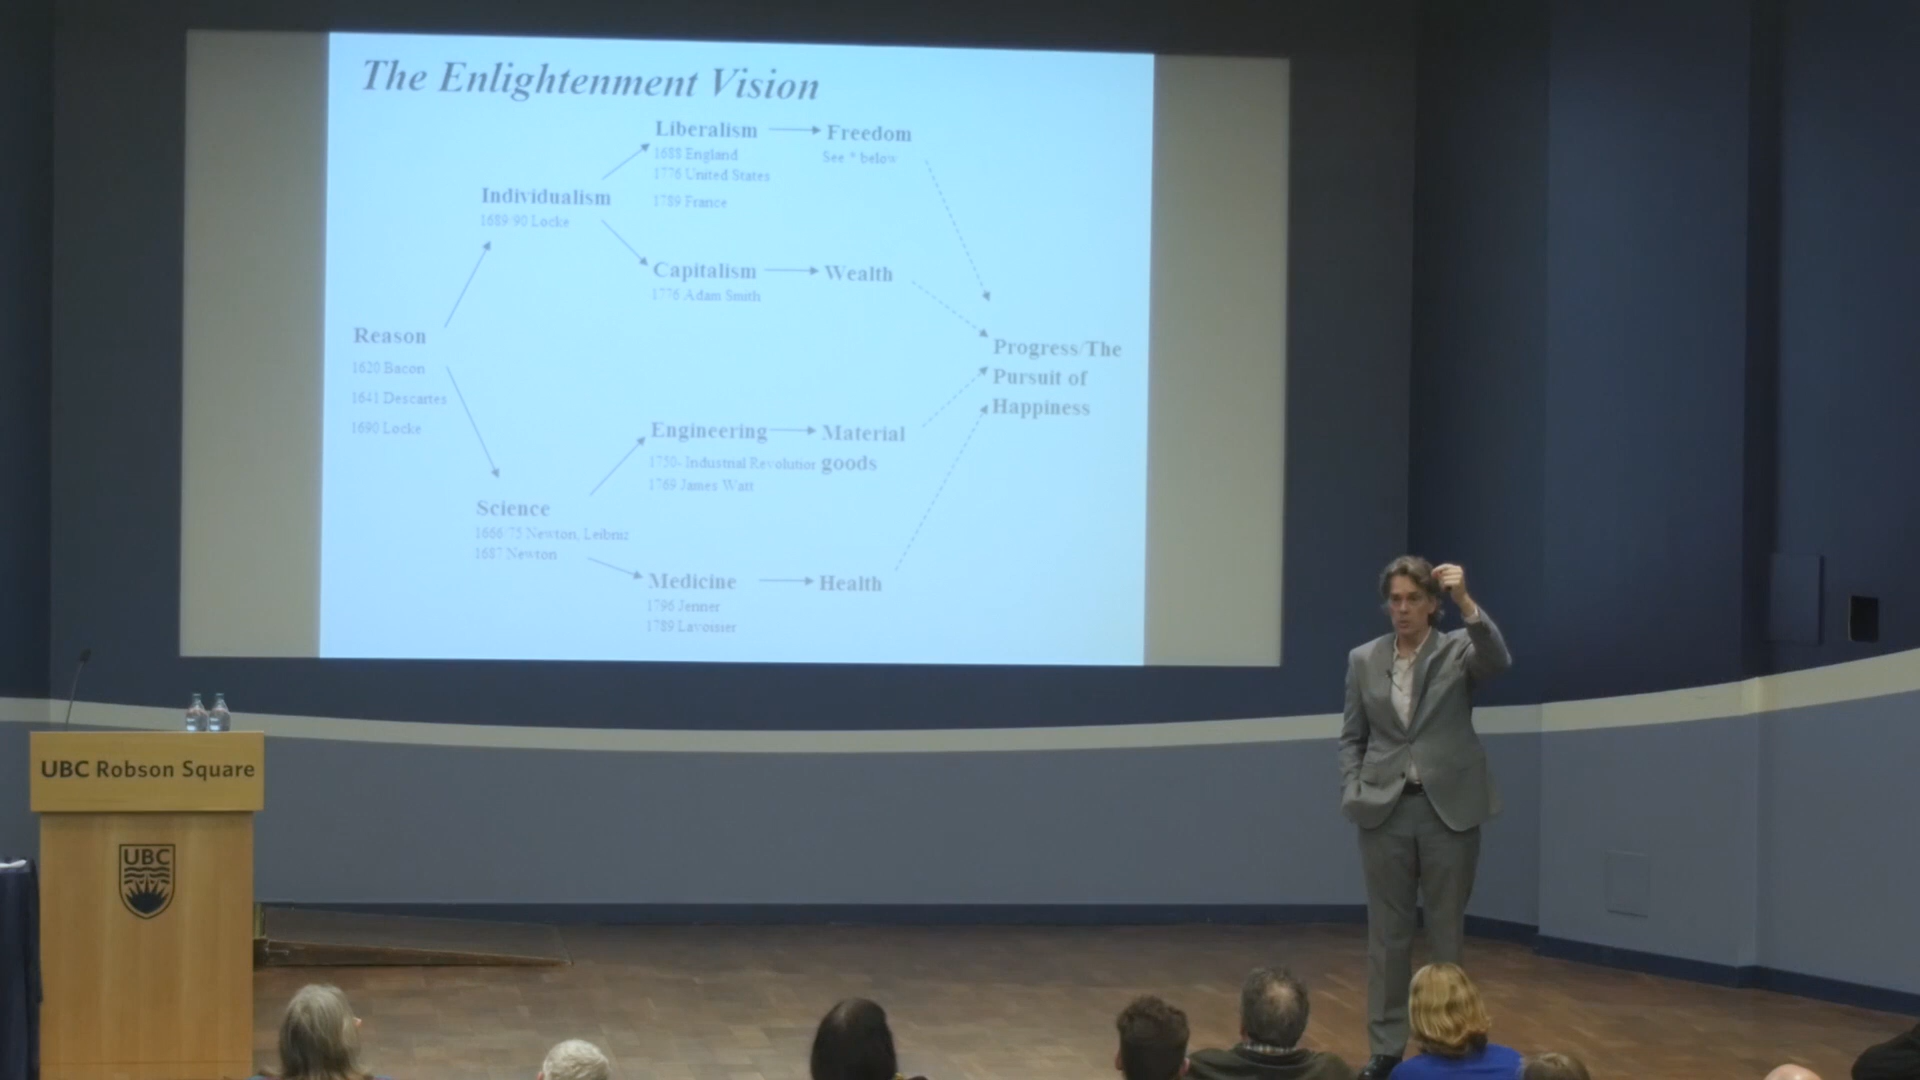 The Enlightenment Vision
Liberalism
1688 England
1776 United States
1789 France
Freedom
See * below
Individualism
1689/90 Locke
Capitalism
1776 Adam Smith
Wealth
Reason
1620 Bacon
1641 Descartes
1690 Locke
Progress/The
Pursuit of
Happiness
Engineering
1750- Industrial Revolution
1769 James Watt
Material
goods
Science
1666/75 Newton, Leibniz
1687 Newton
Medicine
1796 Jenner
1789 Lavoisier
Health
UBC Robson Square
UBC